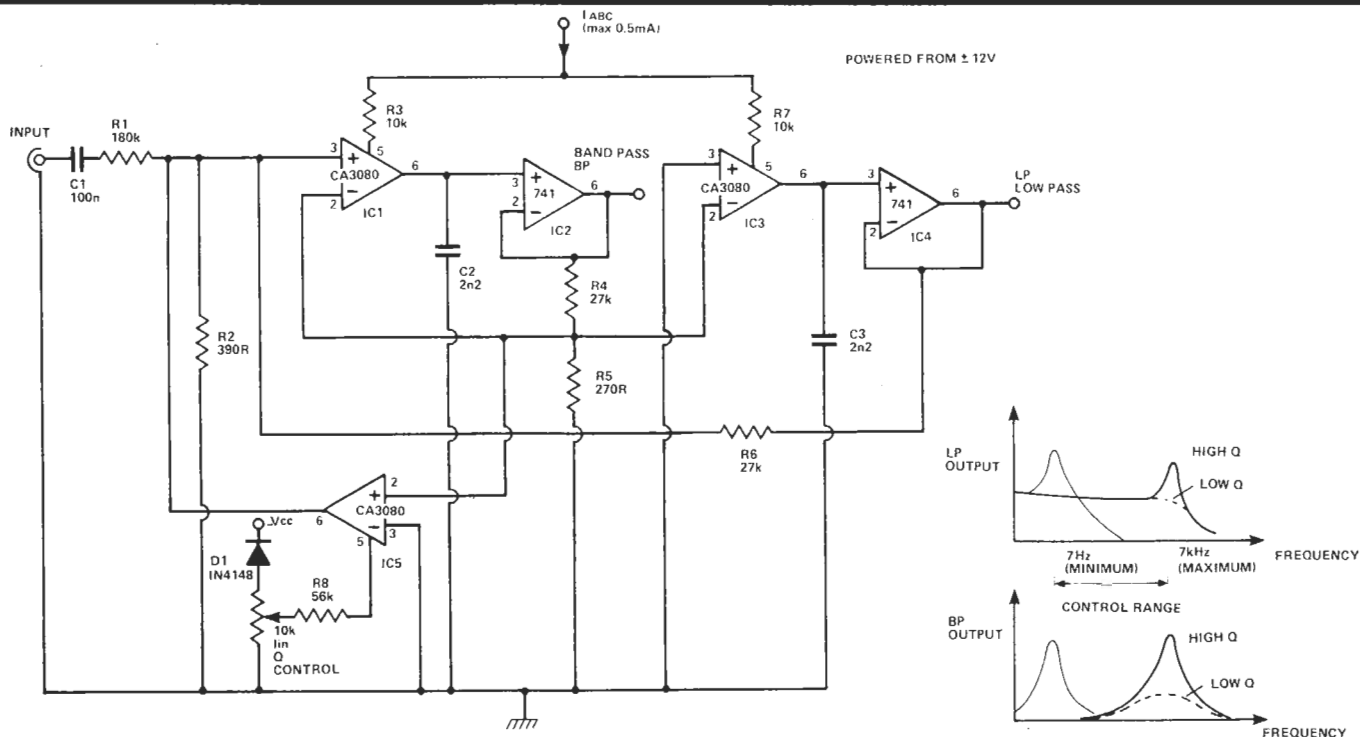 I ABC
(max 0.5mA)
POWERED FROM ± 12V
INPUT
R1
180k
C1
100n
R3
10k
3
+
5
CA3080
6
−
2
IC1
BAND PASS
BP
+
3
741
6
−
2
IC2
R7
10k
3
+
5
CA3080
6
−
2
IC3
LP
LOW PASS
3
+
6
741
−
2
IC4
C2
2n2
R4
27k
R2
390R
C3
2n2
R5
270R
R6
27k
2
+
CA3080
6
−
3
5
IC5
−Vcc
D1
IN4148
R8
56k
10k
lin
Q
CONTROL
LP
OUTPUT
HIGH Q
LOW Q
7Hz
(MINIMUM)
7kHz
(MAXIMUM)
FREQUENCY
CONTROL RANGE
BP
OUTPUT
HIGH Q
LOW Q
FREQUENCY